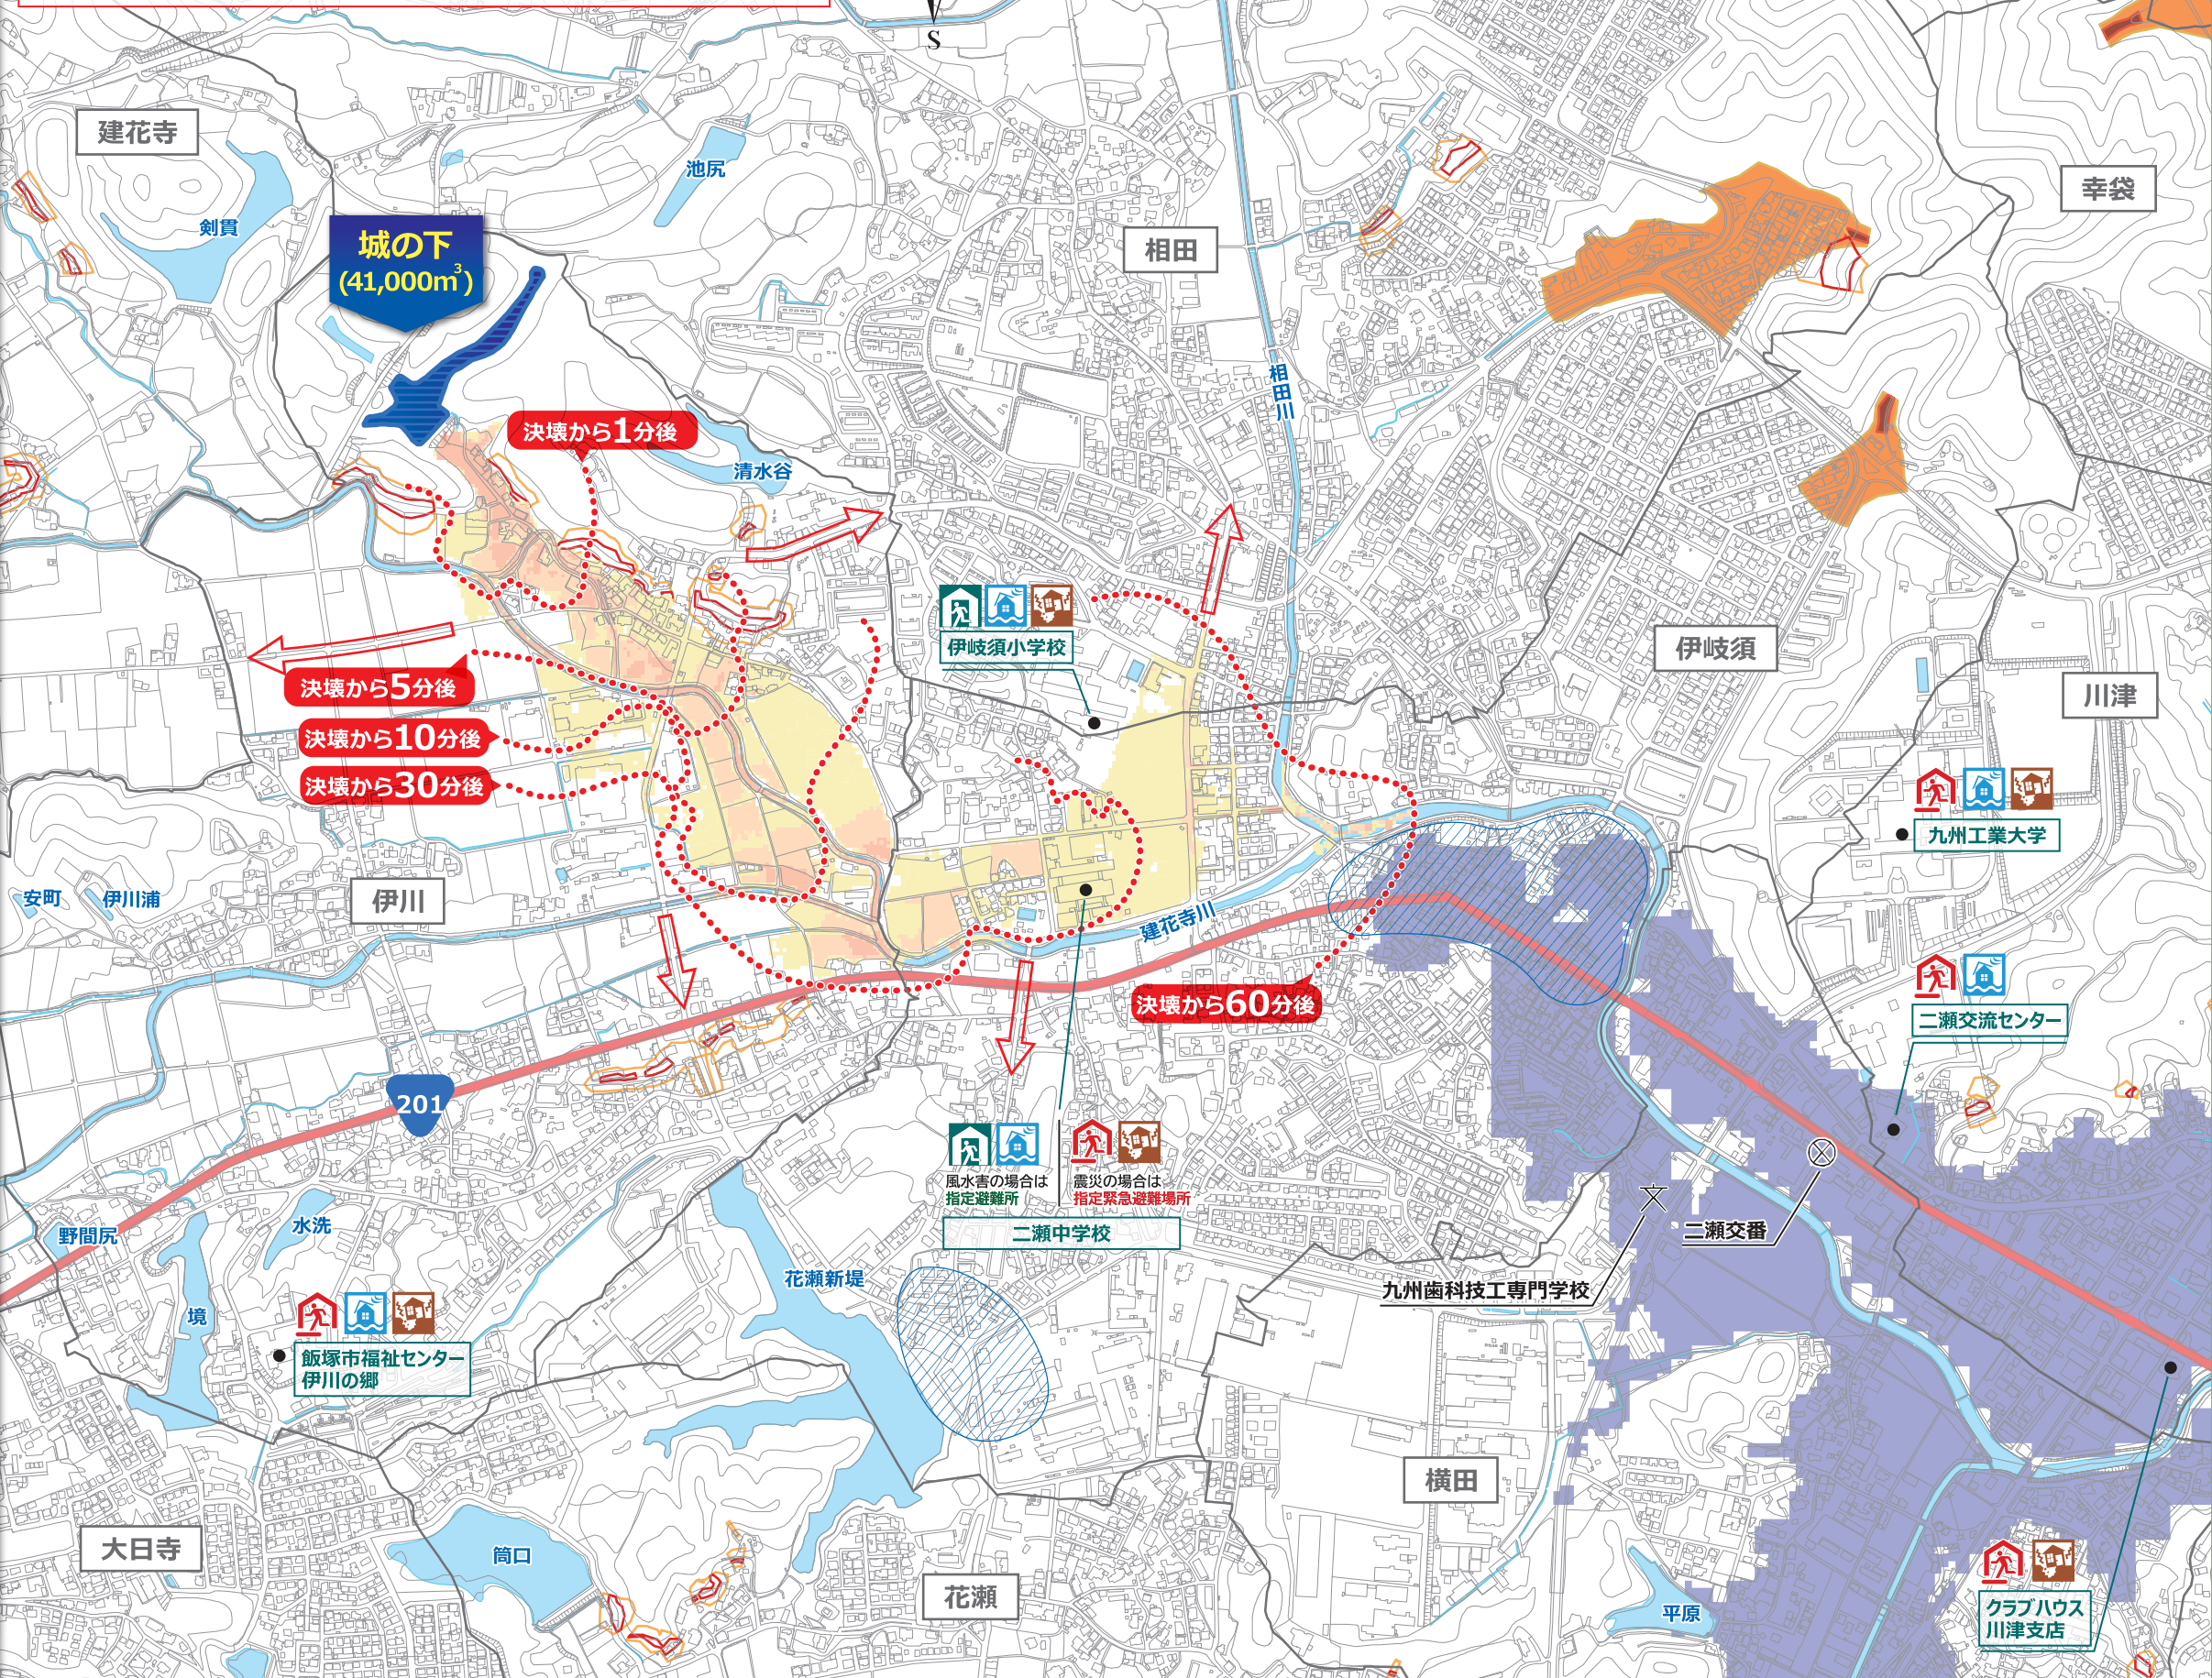 S
建花寺
池尻
幸袋
剣貫
城の下
(41,000m³)
相田
相田川
決壊から1分後
清水谷
伊岐須小学校
伊岐須
決壊から5分後
川津
決壊から10分後
決壊から30分後
九州工業大学
安町
伊川浦
伊川
建花寺川
決壊から60分後
二瀬交流センター
201
風水害の場合は
指定避難所
震災の場合は
指定緊急避難場所
二瀬中学校
二瀬交番
野間尻
水洗
花瀬新堤
九州歯科技工専門学校
境
飯塚市福祉センター
伊川の郷
横田
大日寺
筒口
花瀬
平原
クラブハウス
川津支店